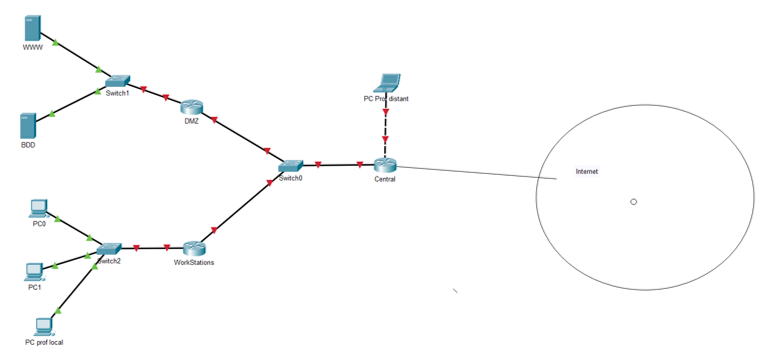 WWW
Switch1
DMZ
BDD
PC Prof distant
Switch0
Central
Internet
PC0
Switch2
WorkStations
PC1
PC prof local